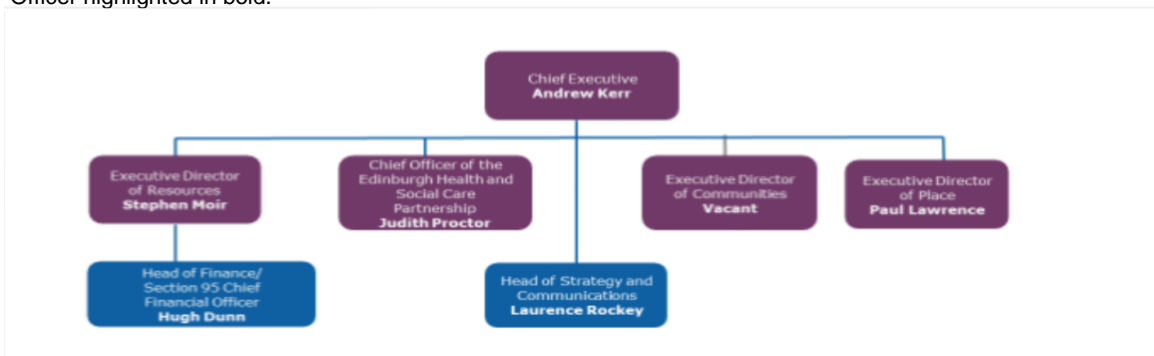 Officer highlighted in bold.
Chief Executive
Andrew Kerr
Executive Director
of Resources
Stephen Moir
Chief Officer of the
Edinburgh Health and
Social Care
Partnership
Judith Proctor
Executive Director
of Communities
Vacant
Executive Director
of Place
Paul Lawrence
Head of Finance/
Section 95 Chief
Financial Officer
Hugh Dunn
Head of Strategy and
Communications
Laurence Rockey